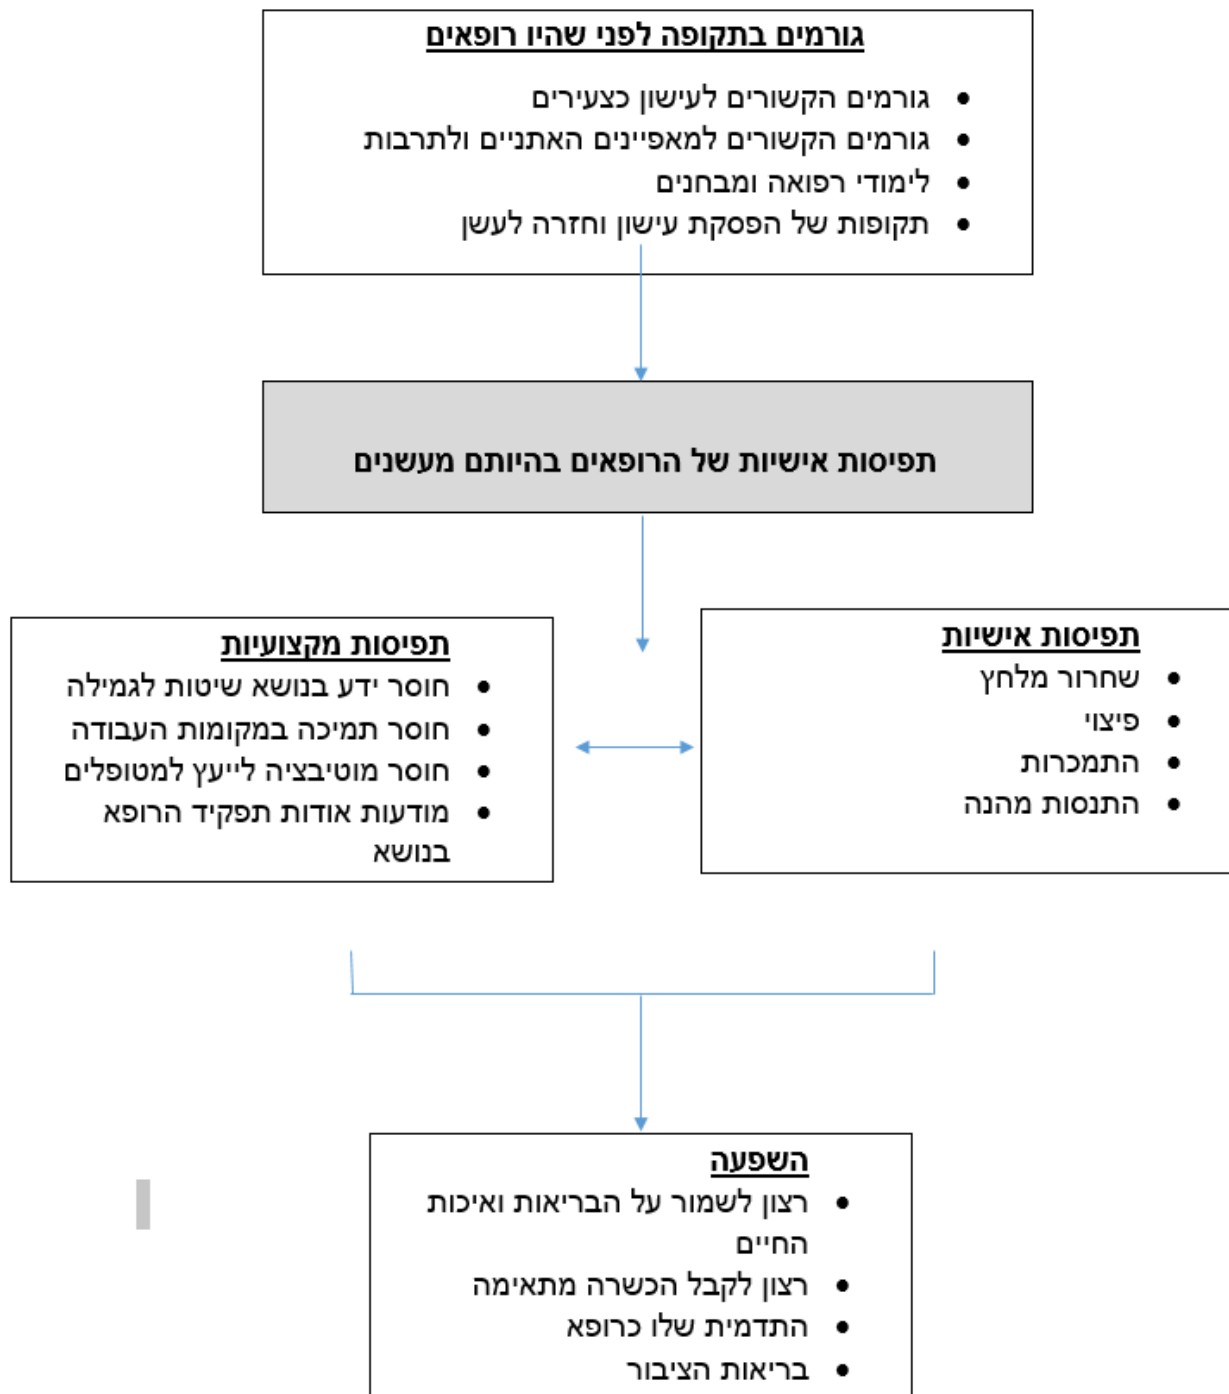 גורמים בתקופה לפני שהיו רופאים
• גורמים הקשורים לעישון כצעירים
• גורמים הקשורים למאפיינים האתניים ולתרבות
• לימודי רפואה ומבחנים
• תקופות של הפסקת עישון וחזרה לעשן
תפיסות אישיות של הרופאים בהיותם מעשנים
תפיסות אישיות
• שחרור מלחץ
• פיצוי
• התמכרות
• התנסות מהנה
תפיסות מקצועיות
• חוסר ידע בנושא שיטות לגמילה
• חוסר תמיכה במקומות העבודה
• חוסר מוטיבציה לייעץ למטופלים
• מודעות אודות תפקיד הרופא
בנושא
השפעה
• רצון לשמור על הבריאות ואיכות
החיים
• רצון לקבל הכשרה מתאימה
• התדמית שלו כרופא
• בריאות הציבור